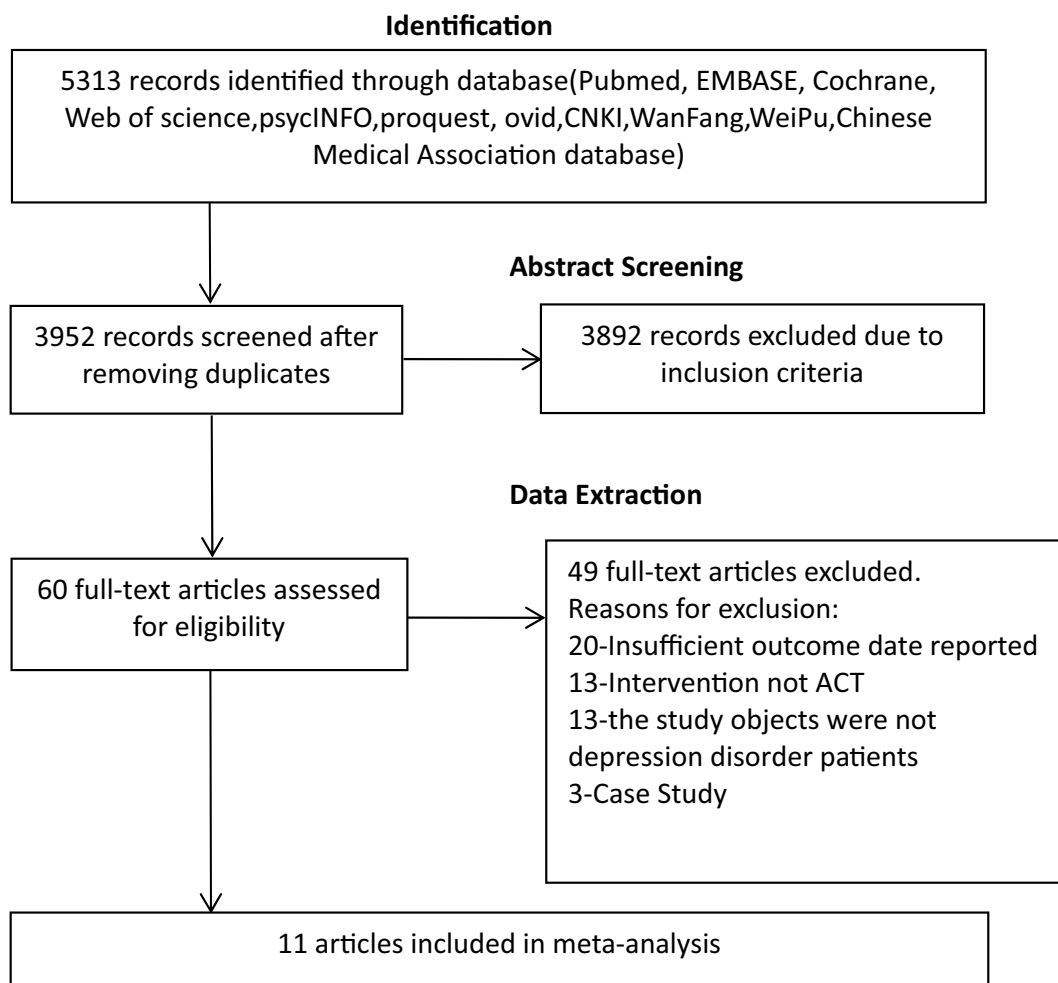 Identification
5313 records identified through database(Pubmed, EMBASE, Cochrane,
Web of science,psycINFO,proquest, ovid,CNKI,WanFang,WeiPu,Chinese
Medical Association database)
Abstract Screening
3952 records screened after
removing duplicates
3892 records excluded due to
inclusion criteria
Data Extraction
60 full-text articles assessed
for eligibility
49 full-text articles excluded.
Reasons for exclusion:
20-Insufficient outcome date reported
13-Intervention not ACT
13-the study objects were not
depression disorder patients
3-Case Study
11 articles included in meta-analysis